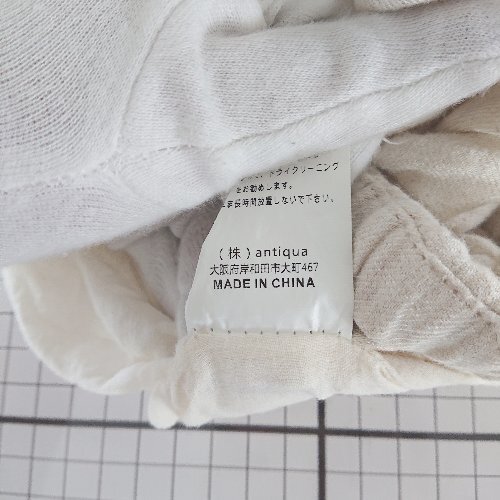 ドライクリーニング
をお勧めします。
長時間放置しないで下さい。
(株) antiqua
大阪府岸和田市大町467
MADE IN CHINA